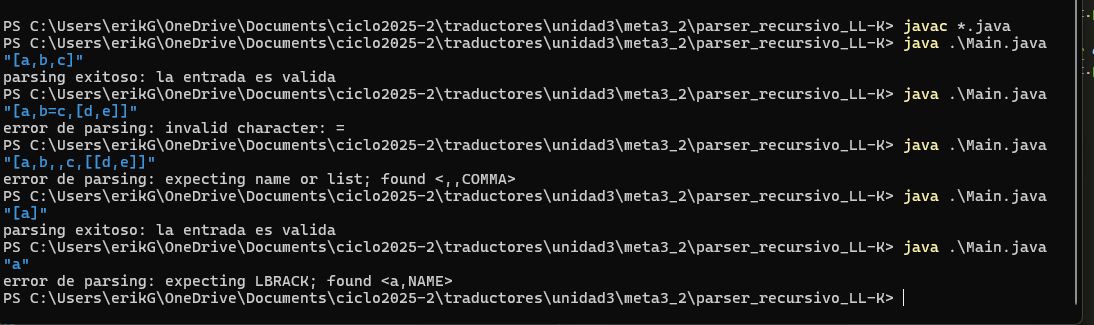 PS C:\Users\erikG\OneDrive\Documents\ciclo2025-2\traductores\unidad3\meta3_2\parser_recursivo_LL-K> javac *.java
PS C:\Users\erikG\OneDrive\Documents\ciclo2025-2\traductores\unidad3\meta3_2\parser_recursivo_LL-K> java .\Main.java
"[a,b,c]"
parsing exitoso: la entrada es valida
PS C:\Users\erikG\OneDrive\Documents\ciclo2025-2\traductores\unidad3\meta3_2\parser_recursivo_LL-K> java .\Main.java
"[a,b=c,[d,e]]"
error de parsing: invalid character: =
PS C:\Users\erikG\OneDrive\Documents\ciclo2025-2\traductores\unidad3\meta3_2\parser_recursivo_LL-K> java .\Main.java
"[a,b,,c,[[d,e]]"
error de parsing: expecting name or list; found <,,COMMA>
PS C:\Users\erikG\OneDrive\Documents\ciclo2025-2\traductores\unidad3\meta3_2\parser_recursivo_LL-K> java .\Main.java
"[a]"
parsing exitoso: la entrada es valida
PS C:\Users\erikG\OneDrive\Documents\ciclo2025-2\traductores\unidad3\meta3_2\parser_recursivo_LL-K> java .\Main.java
"a"
error de parsing: expecting LBRACK; found <a,NAME>
PS C:\Users\erikG\OneDrive\Documents\ciclo2025-2\traductores\unidad3\meta3_2\parser_recursivo_LL-K>